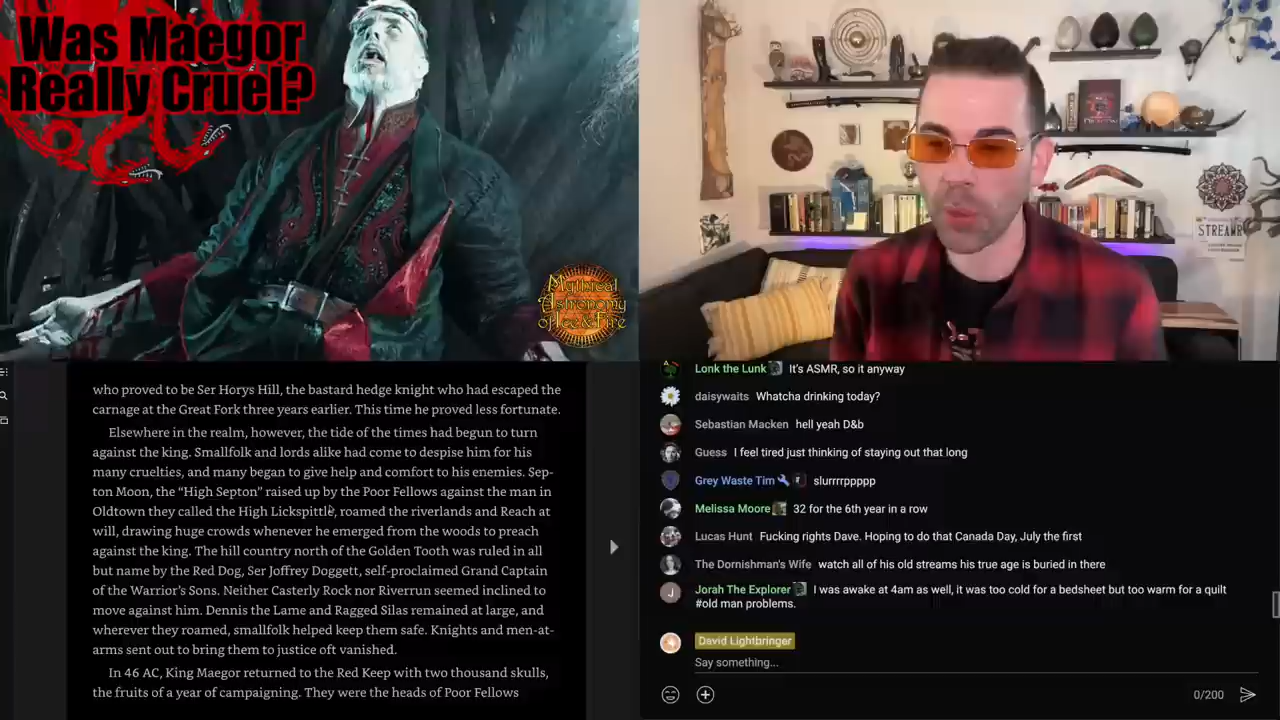 Was Maegor
Really Cruel?
Mythical
Astronomy
of Ice & Fire
STREAMR
who proved to be Ser Horys Hill, the bastard hedge knight who had escaped the
carnage at the Great Fork three years earlier. This time he proved less fortunate.
Elsewhere in the realm, however, the tide of the times had begun to turn
against the king. Smallfolk and lords alike had come to despise him for his
many cruelties, and many began to give help and comfort to his enemies. Sep-
ton Moon, the “High Septon” raised up by the Poor Fellows against the man in
Oldtown they called the High Lickspittle, roamed the riverlands and Reach at
will, drawing huge crowds whenever he emerged from the woods to preach
against the king. The hill country north of the Golden Tooth was ruled in all
but name by the Red Dog, Ser Joffrey Doggett, self-proclaimed Grand Captain
of the Warrior’s Sons. Neither Casterly Rock nor Riverrun seemed inclined to
move against him. Dennis the Lame and Ragged Silas remained at large, and
wherever they roamed, smallfolk helped keep them safe. Knights and men-at-
arms sent out to bring them to justice oft vanished.
In 46 AC, King Maegor returned to the Red Keep with two thousand skulls,
the fruits of a year of campaigning. They were the heads of Poor Fellows
Lonk the Lunk It’s ASMR, so it anyway
daisywaits Whatcha drinking today?
Sebastian Macken hell yeah D&b
Guess I feel tired just thinking of staying out that long
Grey Waste Tim slurrrrppppp
Melissa Moore 32 for the 6th year in a row
Lucas Hunt Fucking rights Dave. Hoping to do that Canada Day, July the first
The Dornishman's Wife watch all of his old streams his true age is buried in there
Jorah The Explorer I was awake at 4am as well, it was too cold for a bedsheet but too warm for a quilt
#old man problems.
David Lightbringer
Say something...
0/200